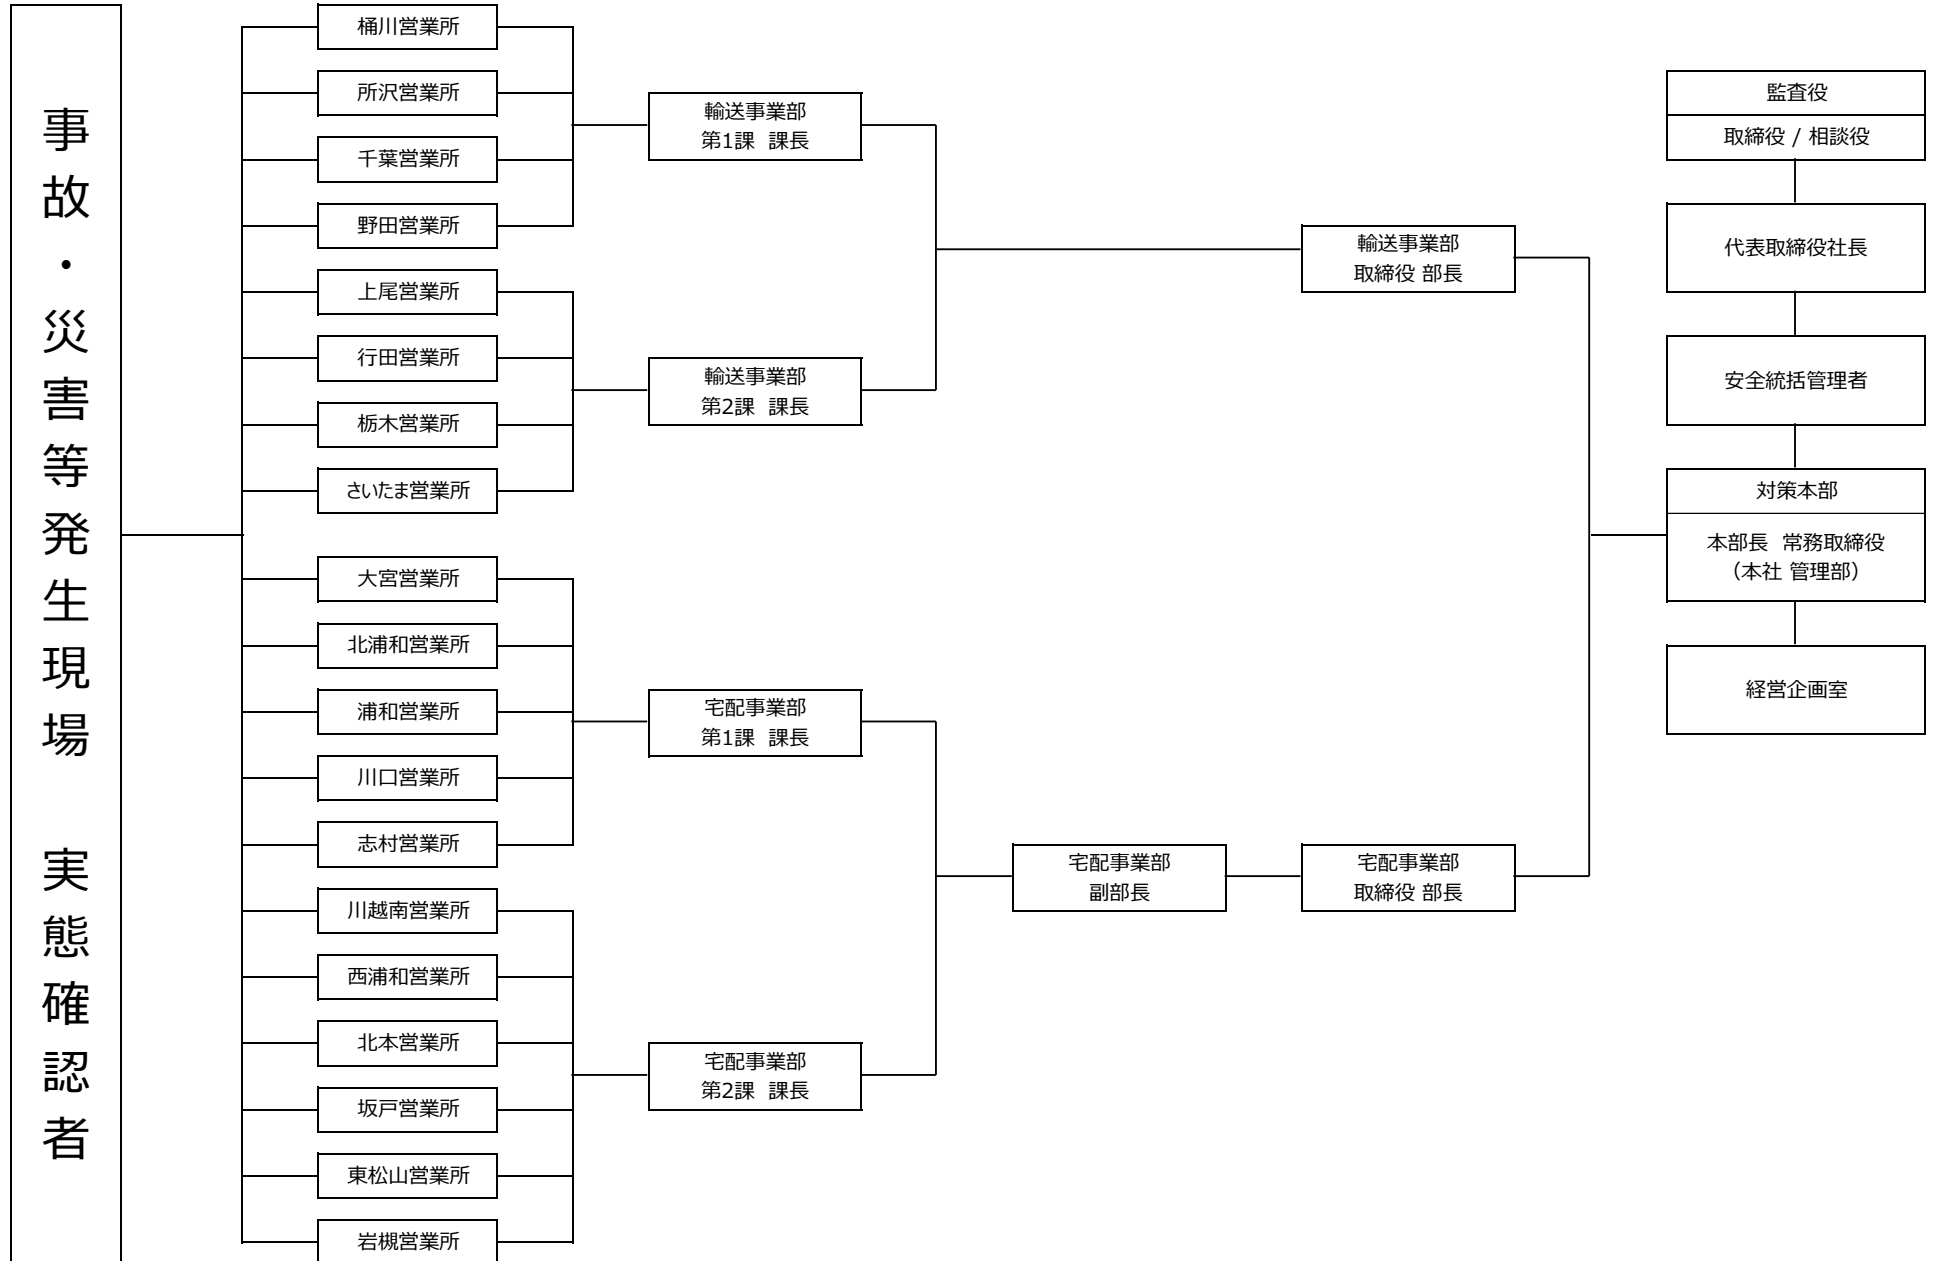 事故・災害等発生現場　実態確認者
桶川営業所
所沢営業所
千葉営業所
野田営業所
上尾営業所
行田営業所
栃木営業所
さいたま営業所
大宮営業所
北浦和営業所
浦和営業所
川口営業所
志村営業所
川越南営業所
西浦和営業所
北本営業所
坂戸営業所
東松山営業所
岩槻営業所
輸送事業部
第1課 課長
輸送事業部
第2課 課長
宅配事業部
第1課 課長
宅配事業部
第2課 課長
宅配事業部
副部長
輸送事業部
取締役 部長
宅配事業部
取締役 部長
監査役
取締役 / 相談役
代表取締役社長
安全統括管理者
対策本部
本部長 常務取締役
（本社 管理部）
経営企画室